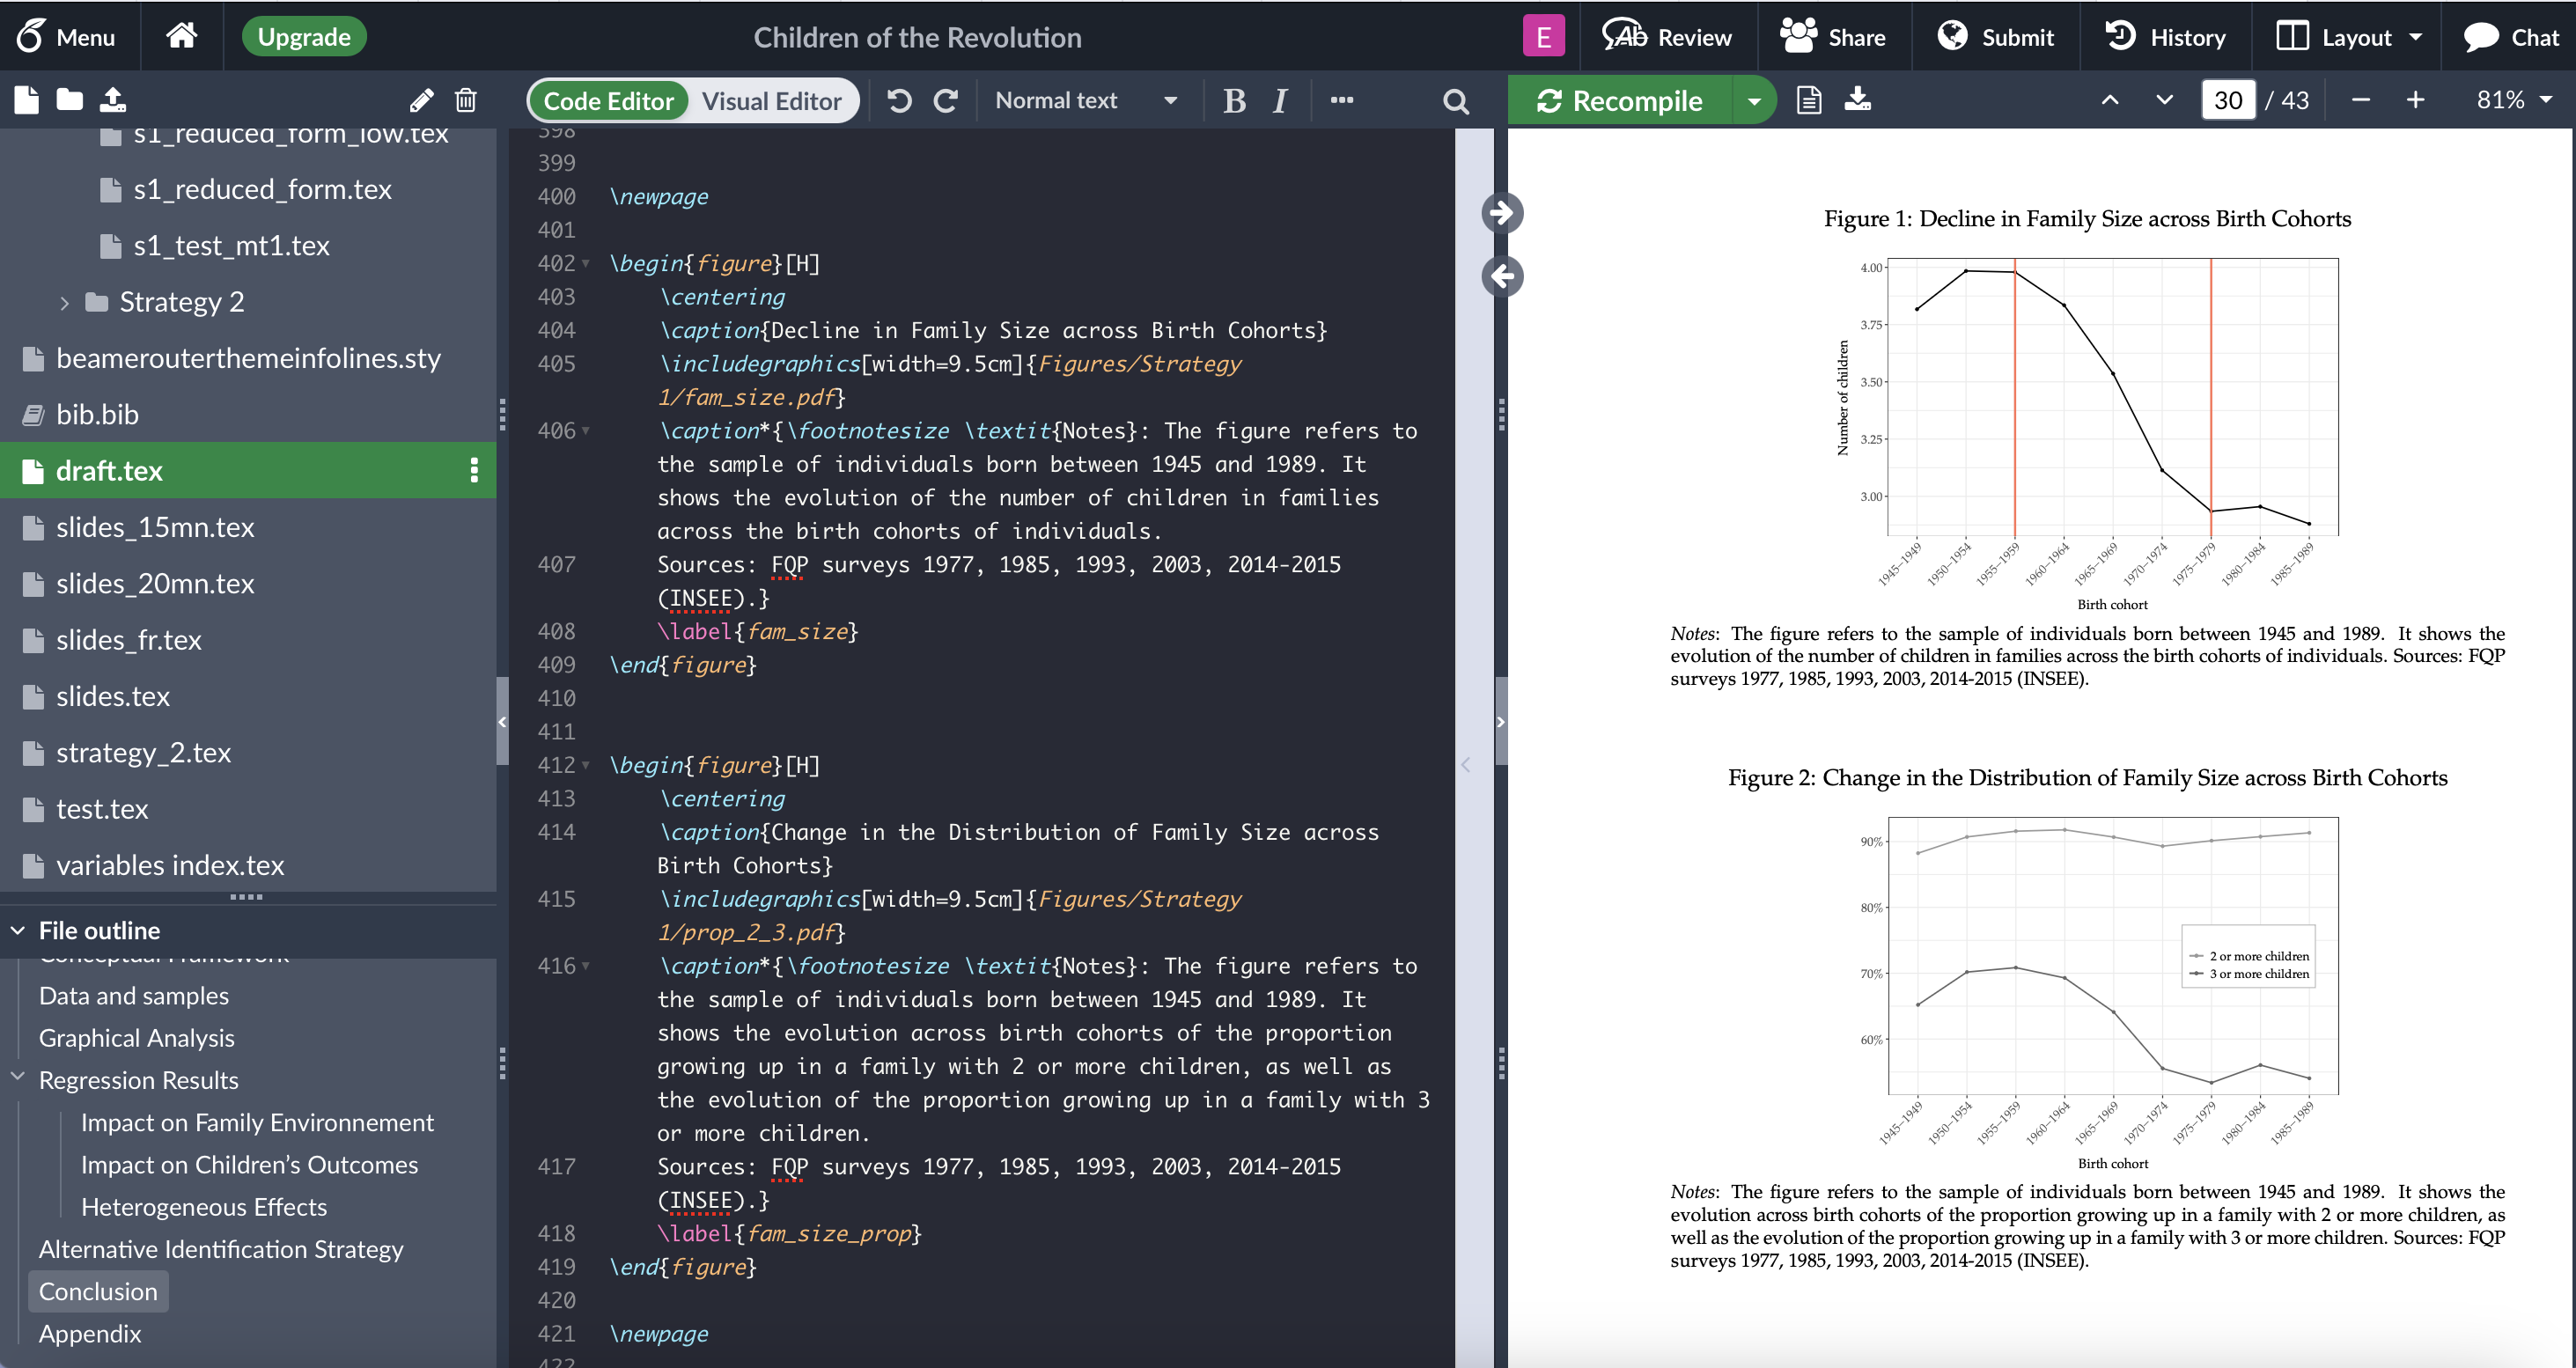 Menu
Upgrade
Children of the Revolution
E
Review
Share
Submit
History
Layout
Chat
Code Editor
Visual Editor
Normal text
B
I
Recompile
30
/ 43
81%
s1_reduced_form_low.tex
s1_reduced_form.tex
s1_test_mt1.tex
Strategy 2
beamerouterthemeinfolines.sty
bib.bib
draft.tex
slides_15mn.tex
slides_20mn.tex
slides_fr.tex
slides.tex
strategy_2.tex
test.tex
variables index.tex
File outline
Conceptual Framework
Data and samples
Graphical Analysis
Regression Results
Impact on Family Environnement
Impact on Children's Outcomes
Heterogeneous Effects
Alternative Identification Strategy
Conclusion
Appendix
398
399
400 \newpage
401
402 \begin{figure}[H]
403 \centering
404 \caption{Decline in Family Size across Birth Cohorts}
405 \includegraphics[width=9.5cm]{Figures/Strategy
1/fam_size.pdf}
406 \caption*{\footnotesize \textit{Notes}: The figure refers to
the sample of individuals born between 1945 and 1989. It
shows the evolution of the number of children in families
across the birth cohorts of individuals.
407 Sources: FQP surveys 1977, 1985, 1993, 2003, 2014-2015
(INSEE).}
408 \label{fam_size}
409 \end{figure}
410
411
412 \begin{figure}[H]
413 \centering
414 \caption{Change in the Distribution of Family Size across
Birth Cohorts}
415 \includegraphics[width=9.5cm]{Figures/Strategy
1/prop_2_3.pdf}
416 \caption*{\footnotesize \textit{Notes}: The figure refers to
the sample of individuals born between 1945 and 1989. It
shows the evolution across birth cohorts of the proportion
growing up in a family with 2 or more children, as well as
the evolution of the proportion growing up in a family with 3
or more children.
417 Sources: FQP surveys 1977, 1985, 1993, 2003, 2014-2015
(INSEE).}
418 \label{fam_size_prop}
419 \end{figure}
420
421 \newpage
422
Figure 1: Decline in Family Size across Birth Cohorts
Number of children
4.00
3.75
3.50
3.25
3.00
1945–1949
1950–1954
1955–1959
1960–1964
1965–1969
1970–1974
1975–1979
1980–1984
1985–1989
Birth cohort
Notes: The figure refers to the sample of individuals born between 1945 and 1989. It shows the
evolution of the number of children in families across the birth cohorts of individuals. Sources: FQP
surveys 1977, 1985, 1993, 2003, 2014-2015 (INSEE).
Figure 2: Change in the Distribution of Family Size across Birth Cohorts
90%
80%
70%
60%
2 or more children
3 or more children
1945–1949
1950–1954
1955–1959
1960–1964
1965–1969
1970–1974
1975–1979
1980–1984
1985–1989
Birth cohort
Notes: The figure refers to the sample of individuals born between 1945 and 1989. It shows the
evolution across birth cohorts of the proportion growing up in a family with 2 or more children, as
well as the evolution of the proportion growing up in a family with 3 or more children. Sources: FQP
surveys 1977, 1985, 1993, 2003, 2014-2015 (INSEE).